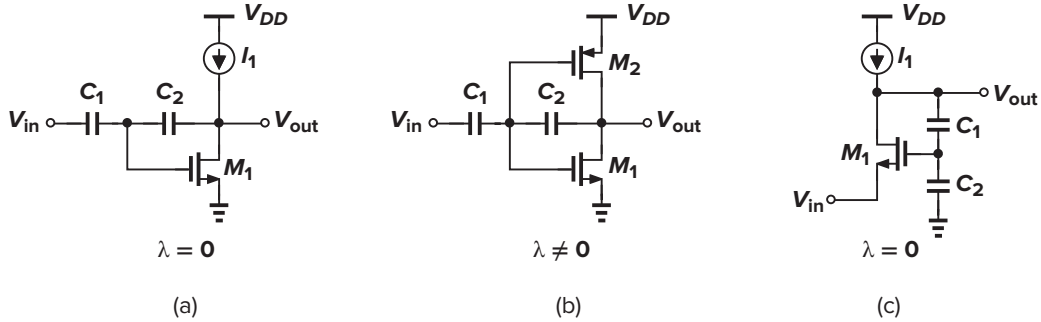 VDD
I1
C1
C2
Vin
Vout
M1
λ = 0
(a)
VDD
M2
C1
C2
Vin
Vout
M1
λ ≠ 0
(b)
VDD
I1
Vout
C1
M1
C2
Vin
λ = 0
(c)